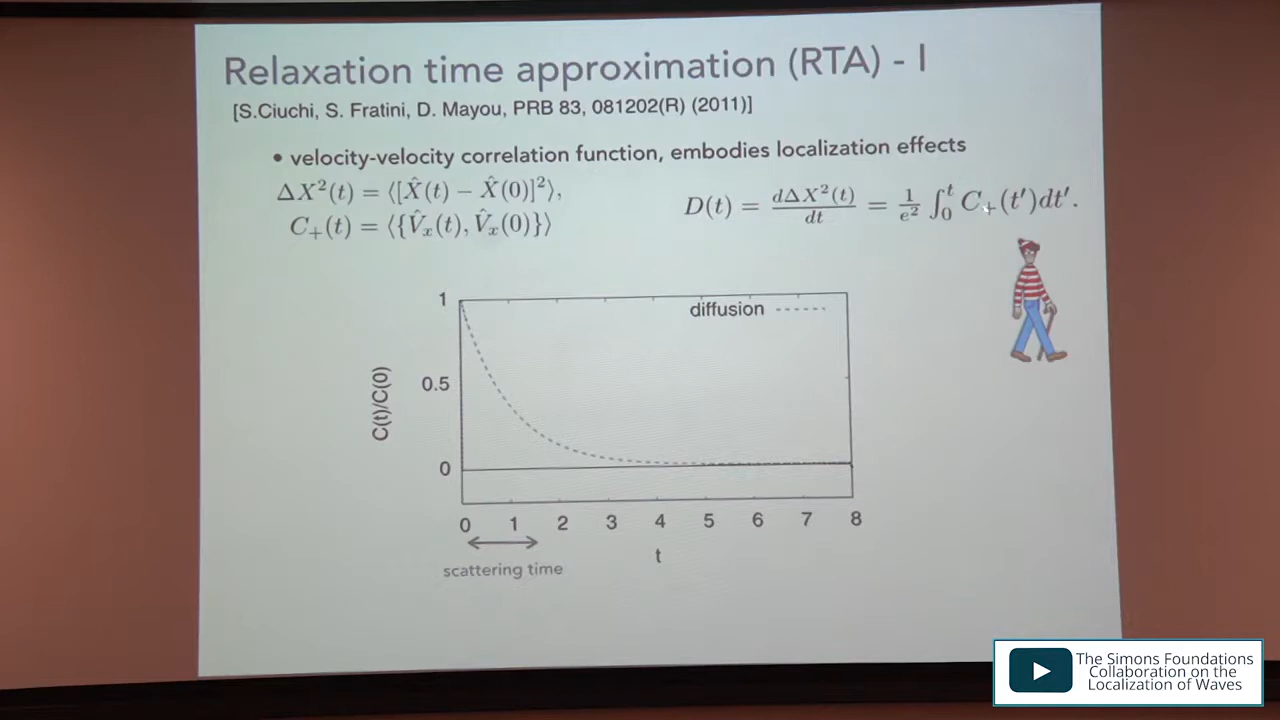 Relaxation time approximation (RTA) - I
[S.Ciuchi, S. Fratini, D. Mayou, PRB 83, 081202(R) (2011)]
• velocity-velocity correlation function, embodies localization effects
ΔX²(t) = ⟨[X̂(t) − X̂(0)]²⟩,
C₊(t) = ⟨{V̂ₓ(t), V̂ₓ(0)}⟩
D(t) = dΔX²(t)/dt = 1/e² ∫₀ᵗ C₊(t′)dt′.
diffusion
1
0.5
0
C(t)/C(0)
0 1 2 3 4 5 6 7 8
t
scattering time
The Simons Foundations
Collaboration on the
Localization of Waves